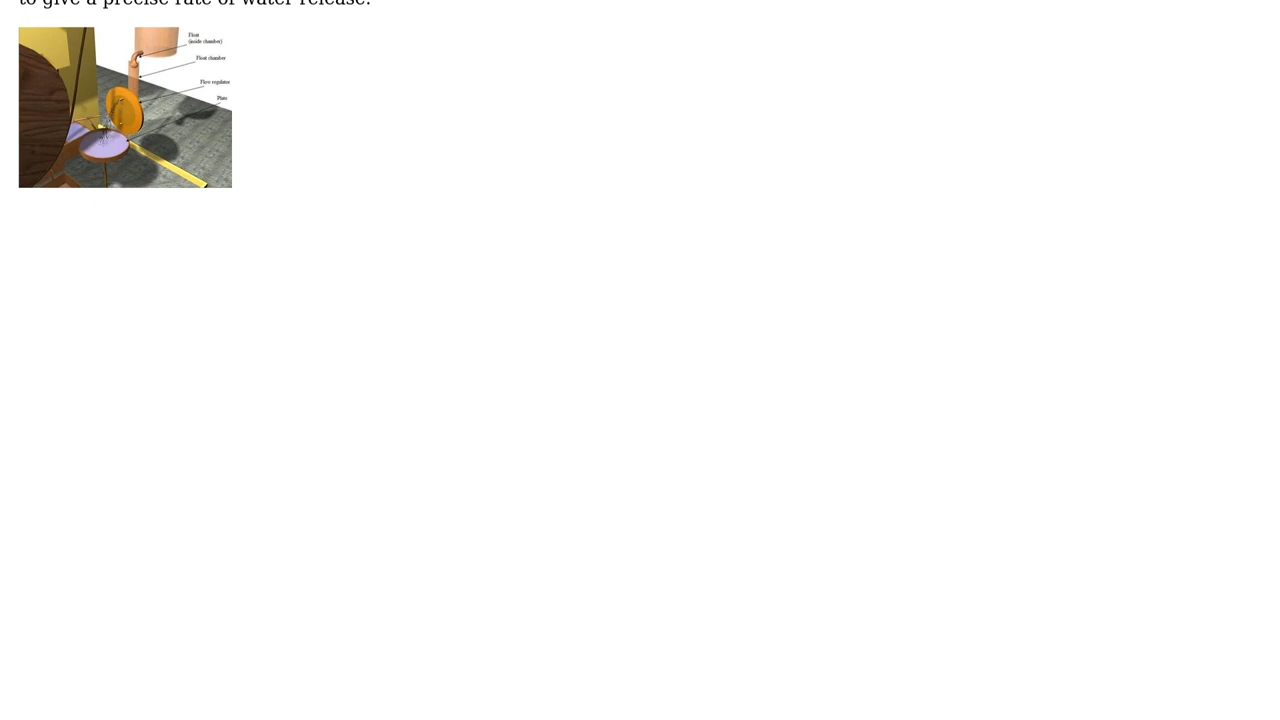 to give a precise rate of water release.
Float
(inside chamber)
Float chamber
Flow regulator
Plate